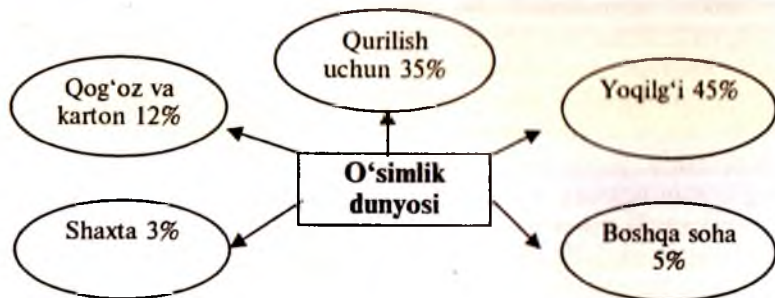 Qurilish
uchun 35%
Qog‘oz va
karton 12%
Yoqilg‘i 45%
O‘simlik
dunyosi
Shaxta 3%
Boshqa soha
5%